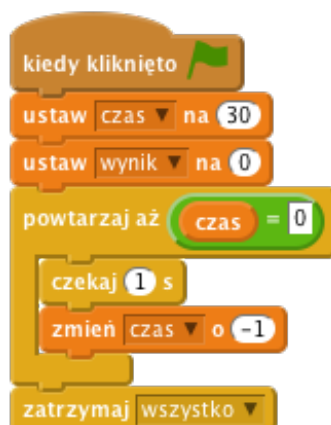 kiedy kliknięto
ustaw czas na 30
ustaw wynik na 0
powtarzaj aż czas = 0
czekaj 1 s
zmień czas o -1
zatrzymaj wszystko